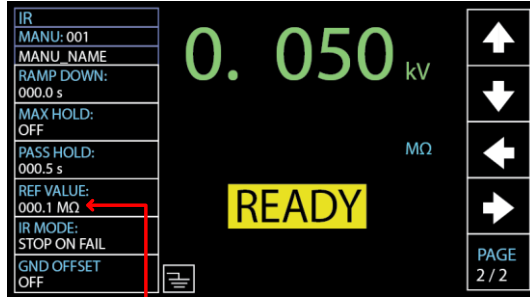 IR
MANU: 001
MANU_NAME
RAMP DOWN:
000.0 s
MAX HOLD:
OFF
PASS HOLD:
000.5 s
REF VALUE:
000.1 MΩ
IR MODE:
STOP ON FAIL
GND OFFSET
OFF
0. 050 kV
MΩ
READY
PAGE
2 / 2